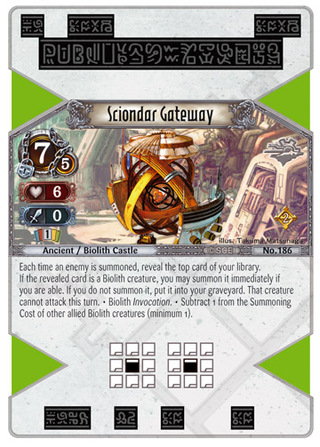 Sciondar Gateway
7
5
6
0
1
illus. Takumi Matsunaga
Ancient / Biolith Castle
No.186
Each time an enemy is summoned, reveal the top card of your library.
If the revealed card is a Biolith creature, you may summon it immediately if
you are able. If you do not summon it, put it into your graveyard. That creature
cannot attack this turn. • Biolith Invocation. • Subtract 1 from the Summoning
Cost of other allied Biolith creatures (minimum 1).